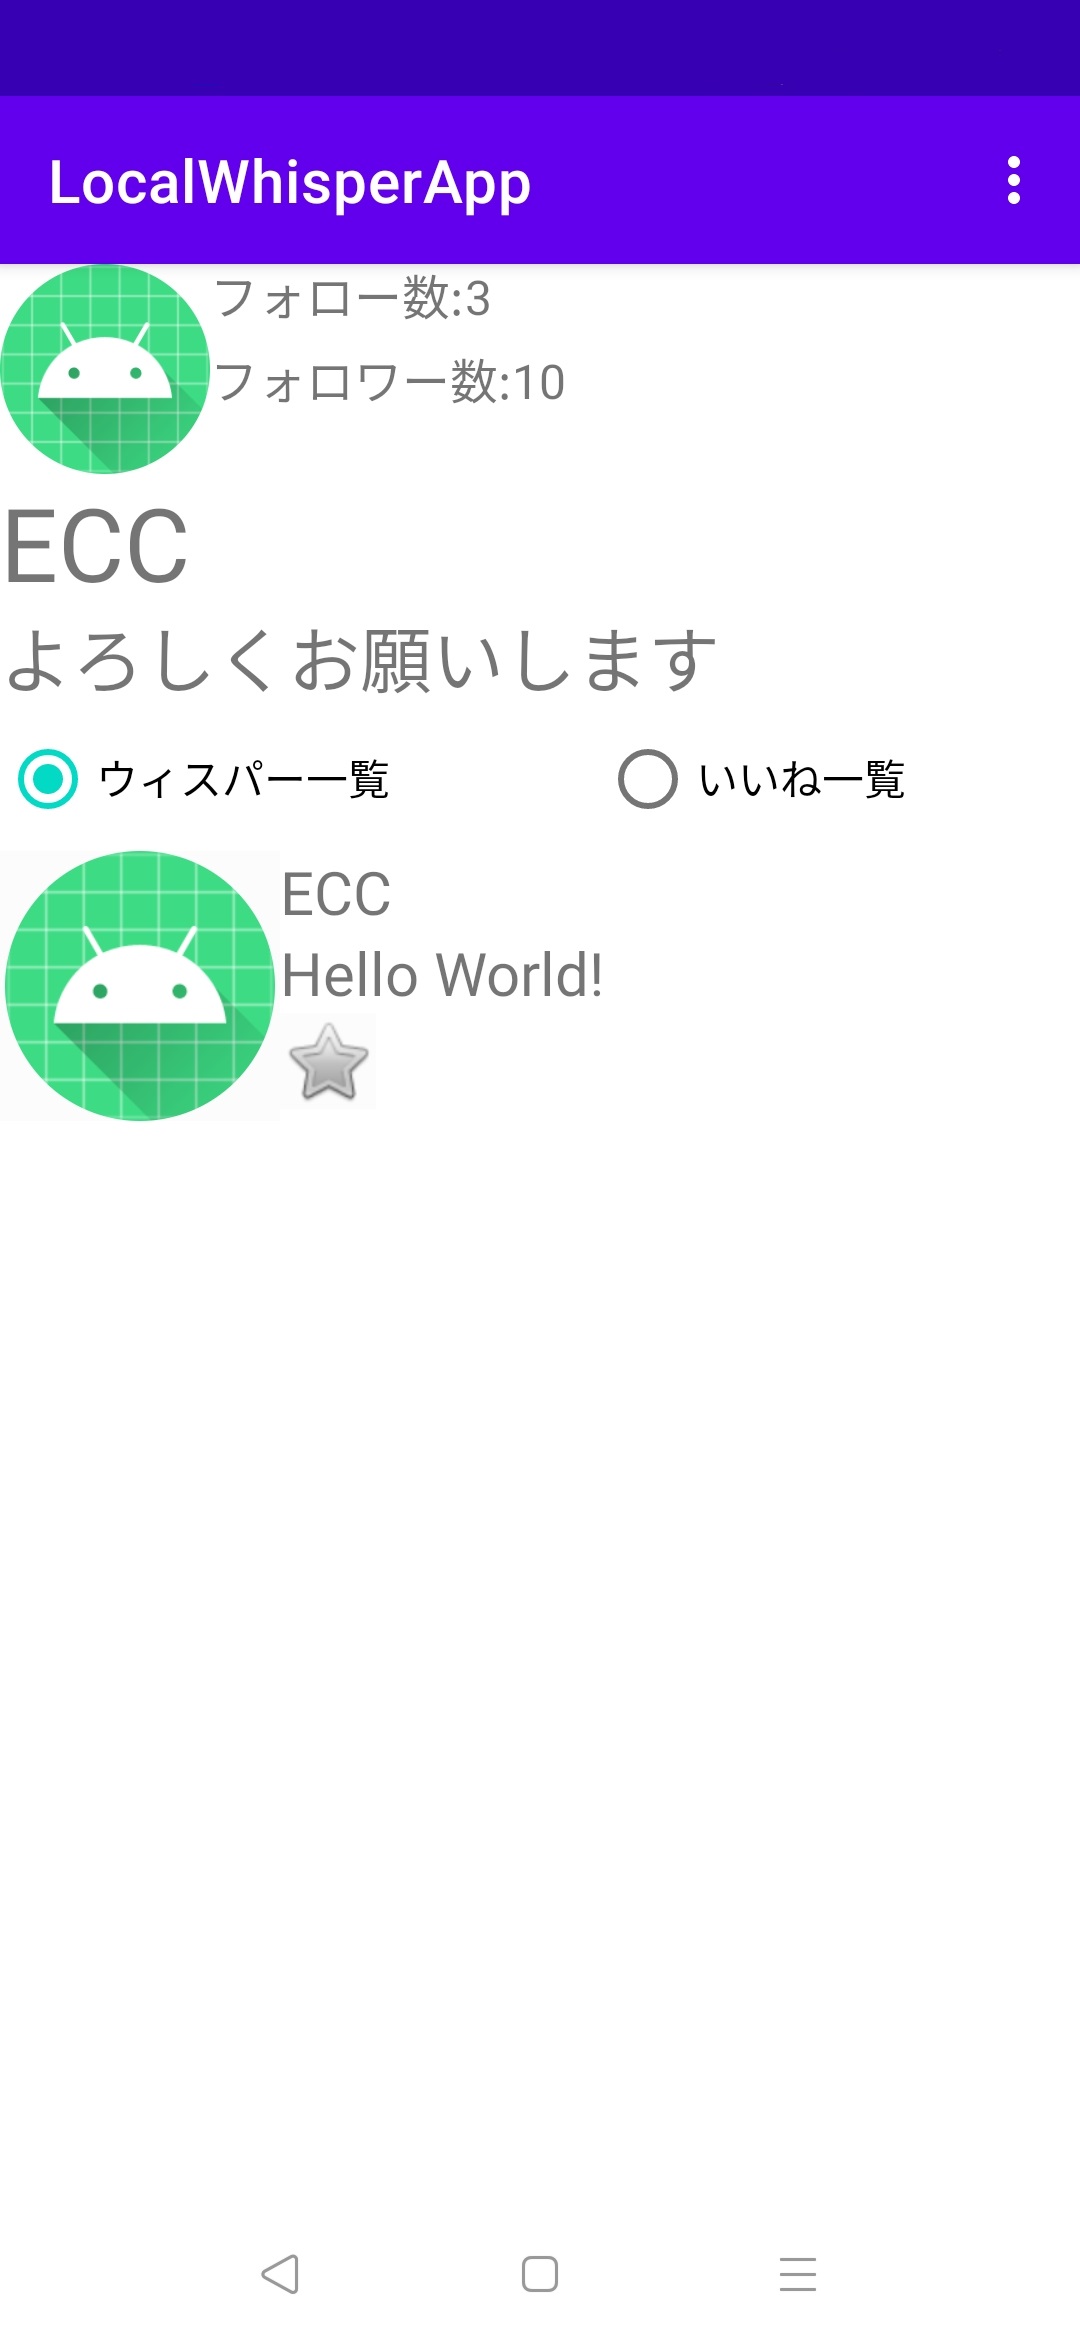 LocalWhisperApp
フォロー数:3
フォロワー数:10
ECC
よろしくお願いします
ウィスパー一覧 いいね一覧
ECC
Hello World!